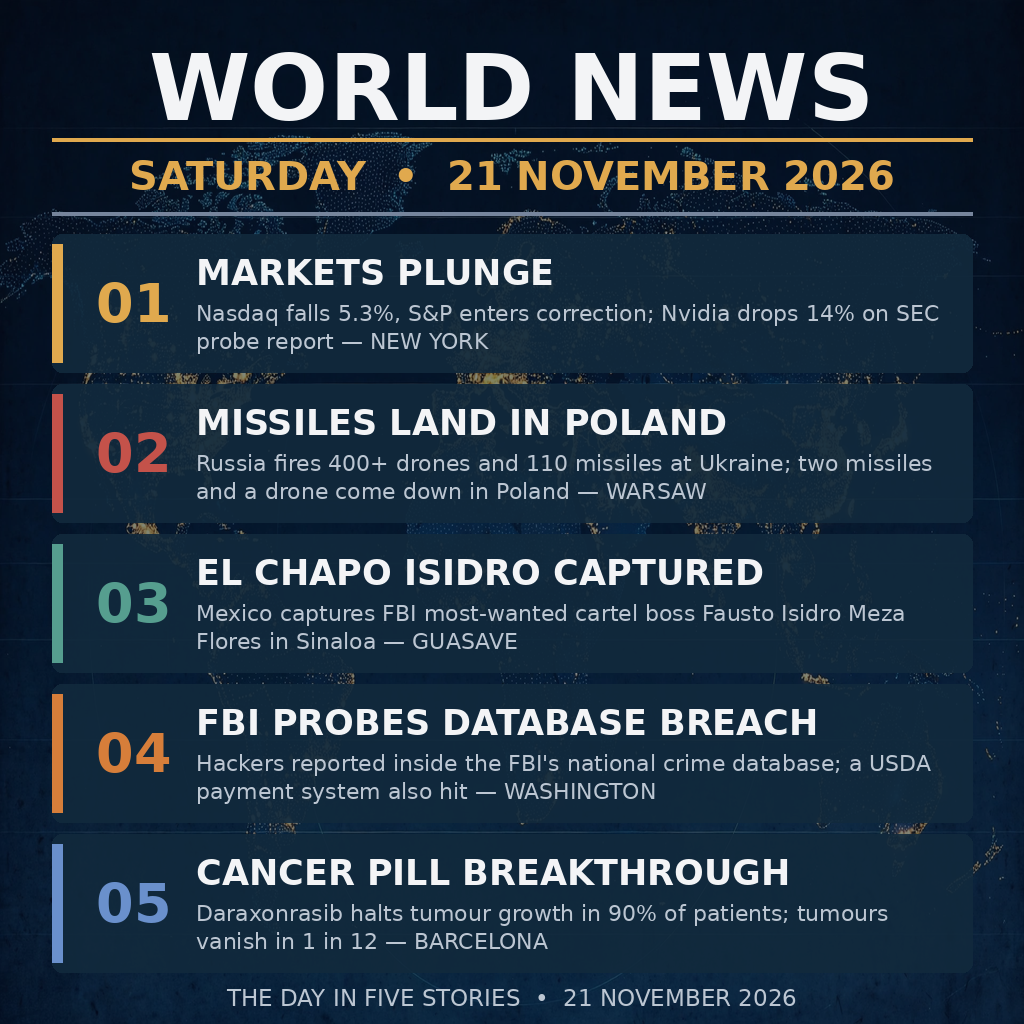 WORLD NEWS
SATURDAY • 21 NOVEMBER 2026
01
MARKETS PLUNGE
Nasdaq falls 5.3%, S&P enters correction; Nvidia drops 14% on SEC
probe report — NEW YORK
02
MISSILES LAND IN POLAND
Russia fires 400+ drones and 110 missiles at Ukraine; two missiles
and a drone come down in Poland — WARSAW
03
EL CHAPO ISIDRO CAPTURED
Mexico captures FBI most-wanted cartel boss Fausto Isidro Meza
Flores in Sinaloa — GUASAVE
04
FBI PROBES DATABASE BREACH
Hackers reported inside the FBI's national crime database; a USDA
payment system also hit — WASHINGTON
05
CANCER PILL BREAKTHROUGH
Daraxonrasib halts tumour growth in 90% of patients; tumours
vanish in 1 in 12 — BARCELONA
THE DAY IN FIVE STORIES • 21 NOVEMBER 2026